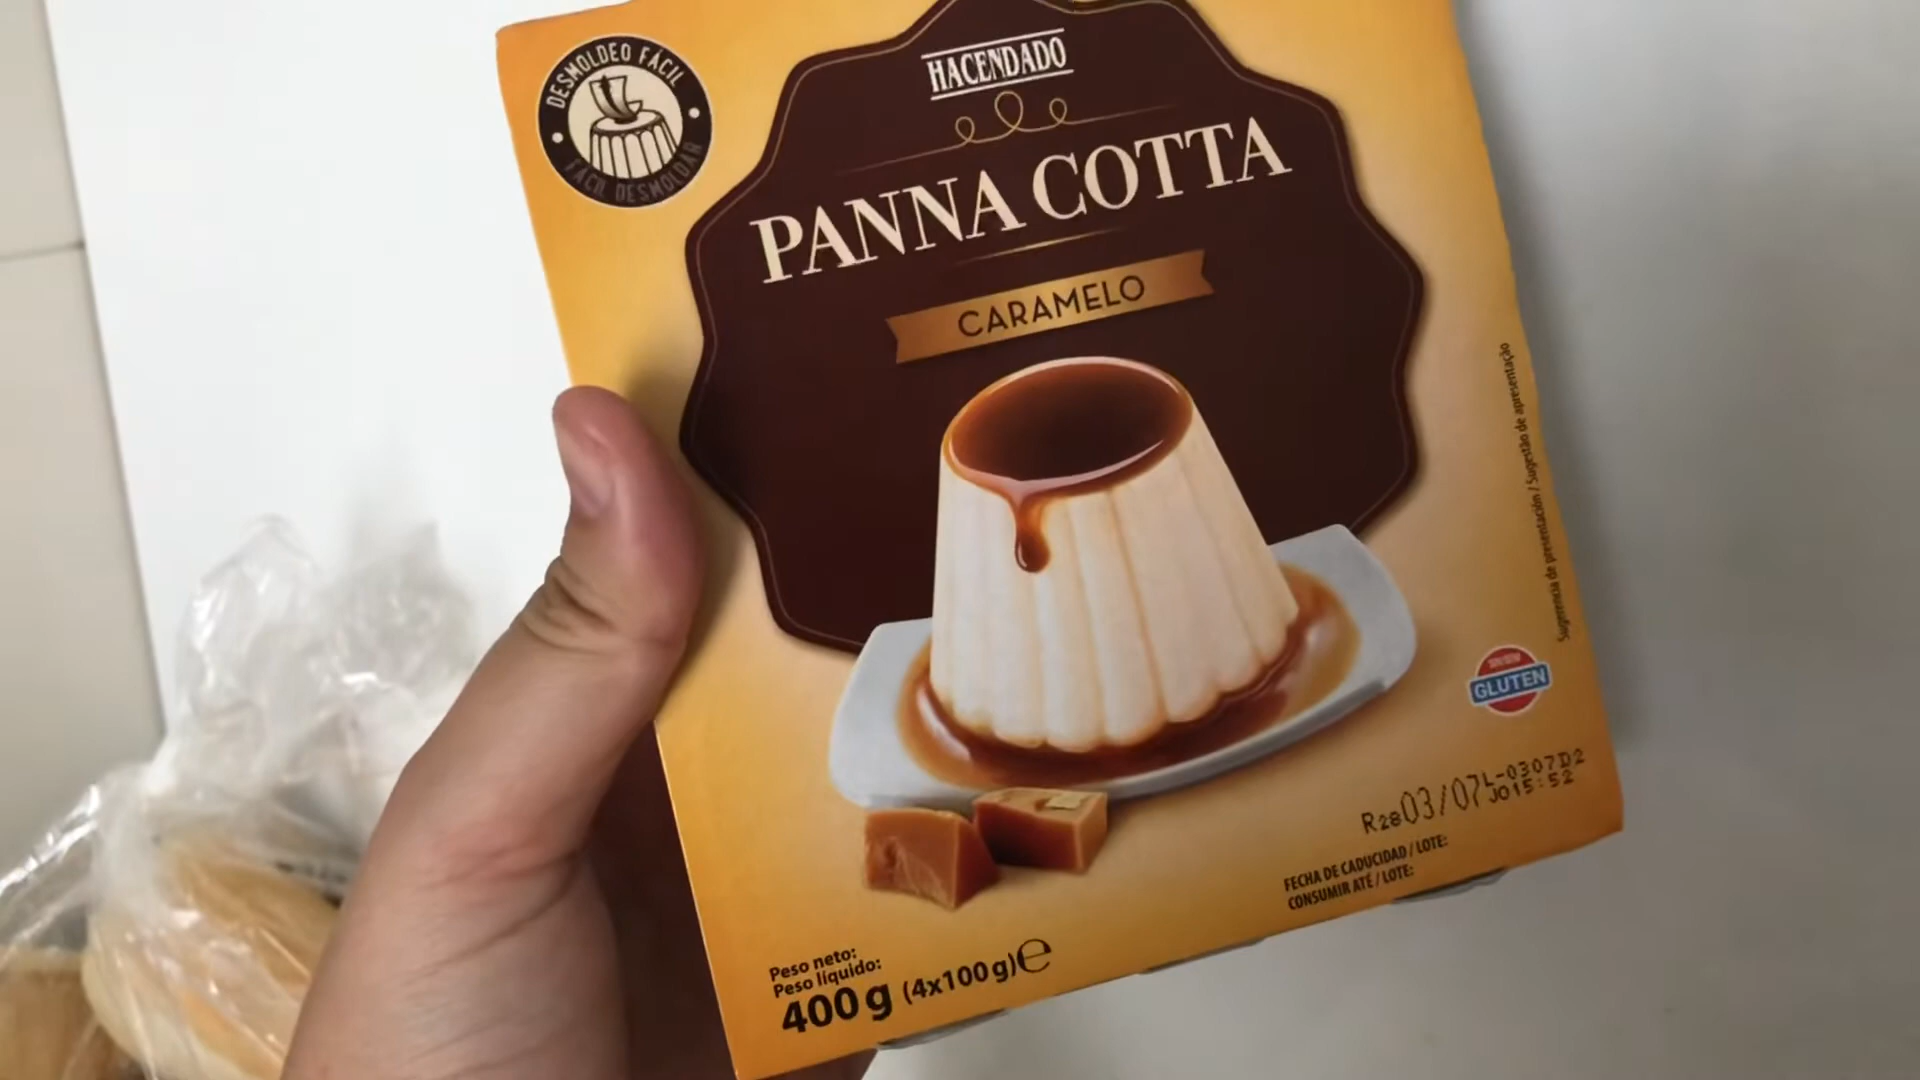 DESMOLDEO FÁCIL
FÁCIL DESMOLDAR
HACENDADO
PANNA COTTA
CARAMELO
Sugerencia de presentación / Sugestão de apresentação
GLUTEN
R28 03/07 L-0307D2
J015:52
FECHA DE CADUCIDAD / LOTE:
CONSUMIR ATÉ / LOTE:
Peso neto:
Peso líquido:
400 g (4x100 g) e